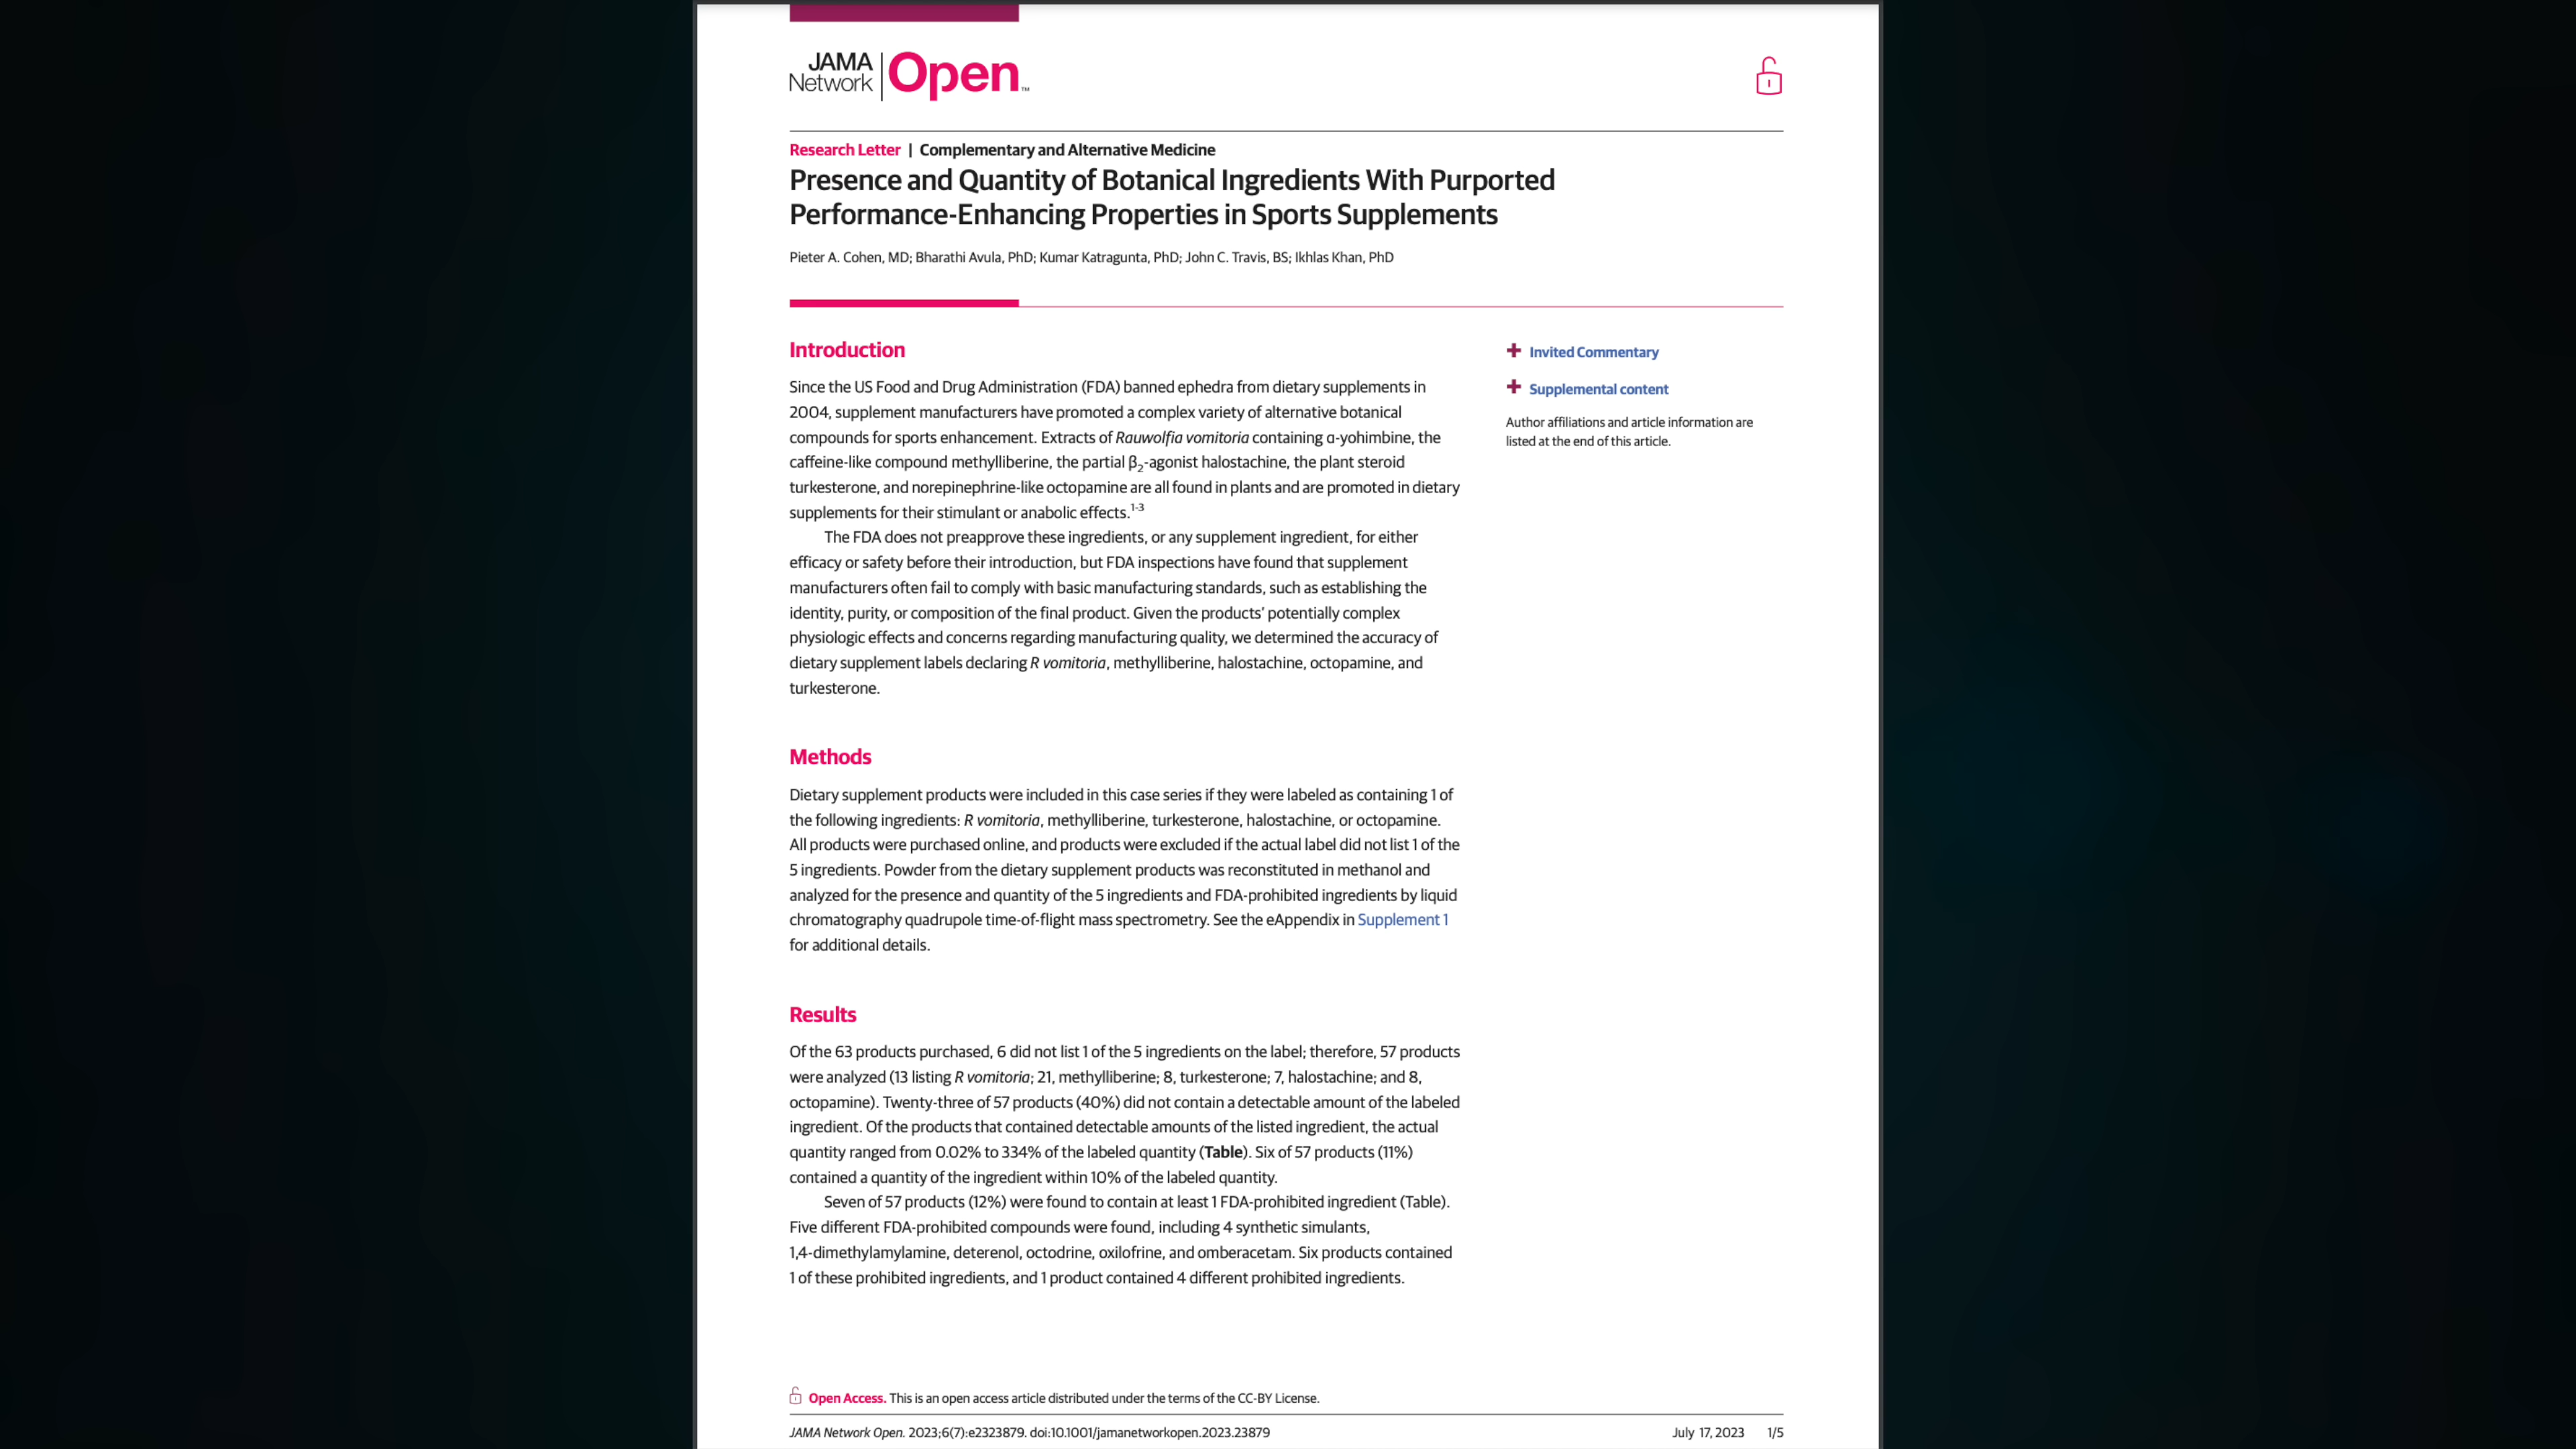 JAMA
Network
Open™
Research Letter | Complementary and Alternative Medicine
Presence and Quantity of Botanical Ingredients With Purported
Performance-Enhancing Properties in Sports Supplements
Pieter A. Cohen, MD; Bharathi Avula, PhD; Kumar Katragunta, PhD; John C. Travis, BS; Ikhlas Khan, PhD
Introduction
Since the US Food and Drug Administration (FDA) banned ephedra from dietary supplements in
2004, supplement manufacturers have promoted a complex variety of alternative botanical
compounds for sports enhancement. Extracts of Rauwolfia vomitoria containing α-yohimbine, the
caffeine-like compound methylliberine, the partial β₂-agonist halostachine, the plant steroid
turkesterone, and norepinephrine-like octopamine are all found in plants and are promoted in dietary
supplements for their stimulant or anabolic effects.¹⁻³
The FDA does not preapprove these ingredients, or any supplement ingredient, for either
efficacy or safety before their introduction, but FDA inspections have found that supplement
manufacturers often fail to comply with basic manufacturing standards, such as establishing the
identity, purity, or composition of the final product. Given the products' potentially complex
physiologic effects and concerns regarding manufacturing quality, we determined the accuracy of
dietary supplement labels declaring R vomitoria, methylliberine, halostachine, octopamine, and
turkesterone.
+ Invited Commentary
+ Supplemental content
Author affiliations and article information are
listed at the end of this article.
Methods
Dietary supplement products were included in this case series if they were labeled as containing 1 of
the following ingredients: R vomitoria, methylliberine, turkesterone, halostachine, or octopamine.
All products were purchased online, and products were excluded if the actual label did not list 1 of the
5 ingredients. Powder from the dietary supplement products was reconstituted in methanol and
analyzed for the presence and quantity of the 5 ingredients and FDA-prohibited ingredients by liquid
chromatography quadrupole time-of-flight mass spectrometry. See the eAppendix in Supplement 1
for additional details.
Results
Of the 63 products purchased, 6 did not list 1 of the 5 ingredients on the label; therefore, 57 products
were analyzed (13 listing R vomitoria; 21, methylliberine; 8, turkesterone; 7, halostachine; and 8,
octopamine). Twenty-three of 57 products (40%) did not contain a detectable amount of the labeled
ingredient. Of the products that contained detectable amounts of the listed ingredient, the actual
quantity ranged from 0.02% to 334% of the labeled quantity (Table). Six of 57 products (11%)
contained a quantity of the ingredient within 10% of the labeled quantity.
Seven of 57 products (12%) were found to contain at least 1 FDA-prohibited ingredient (Table).
Five different FDA-prohibited compounds were found, including 4 synthetic simulants,
1,4-dimethylamylamine, deterenol, octodrine, oxilofrine, and omberacetam. Six products contained
1 of these prohibited ingredients, and 1 product contained 4 different prohibited ingredients.
Open Access. This is an open access article distributed under the terms of the CC-BY License.
JAMA Network Open. 2023;6(7):e2323879. doi:10.1001/jamanetworkopen.2023.23879
July 17, 2023 1/5